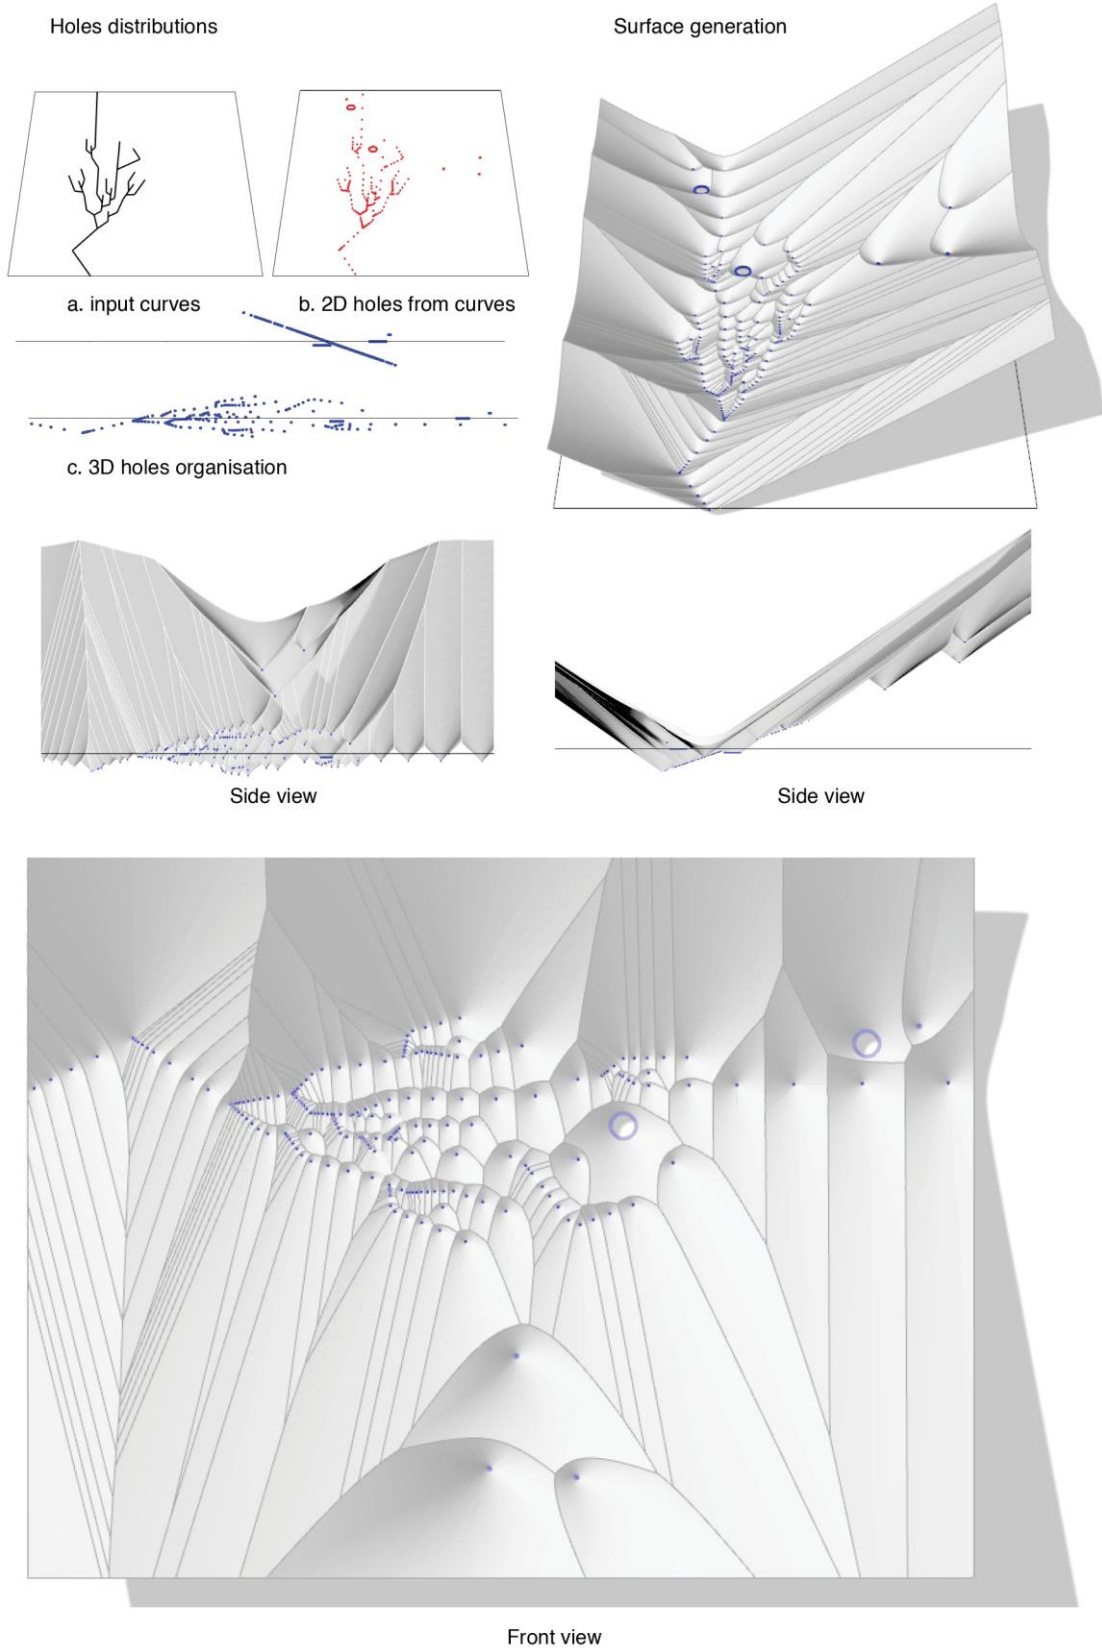 Holes distributions
Surface generation
a. input curves
b. 2D holes from curves
c. 3D holes organisation
Side view
Side view
Front view